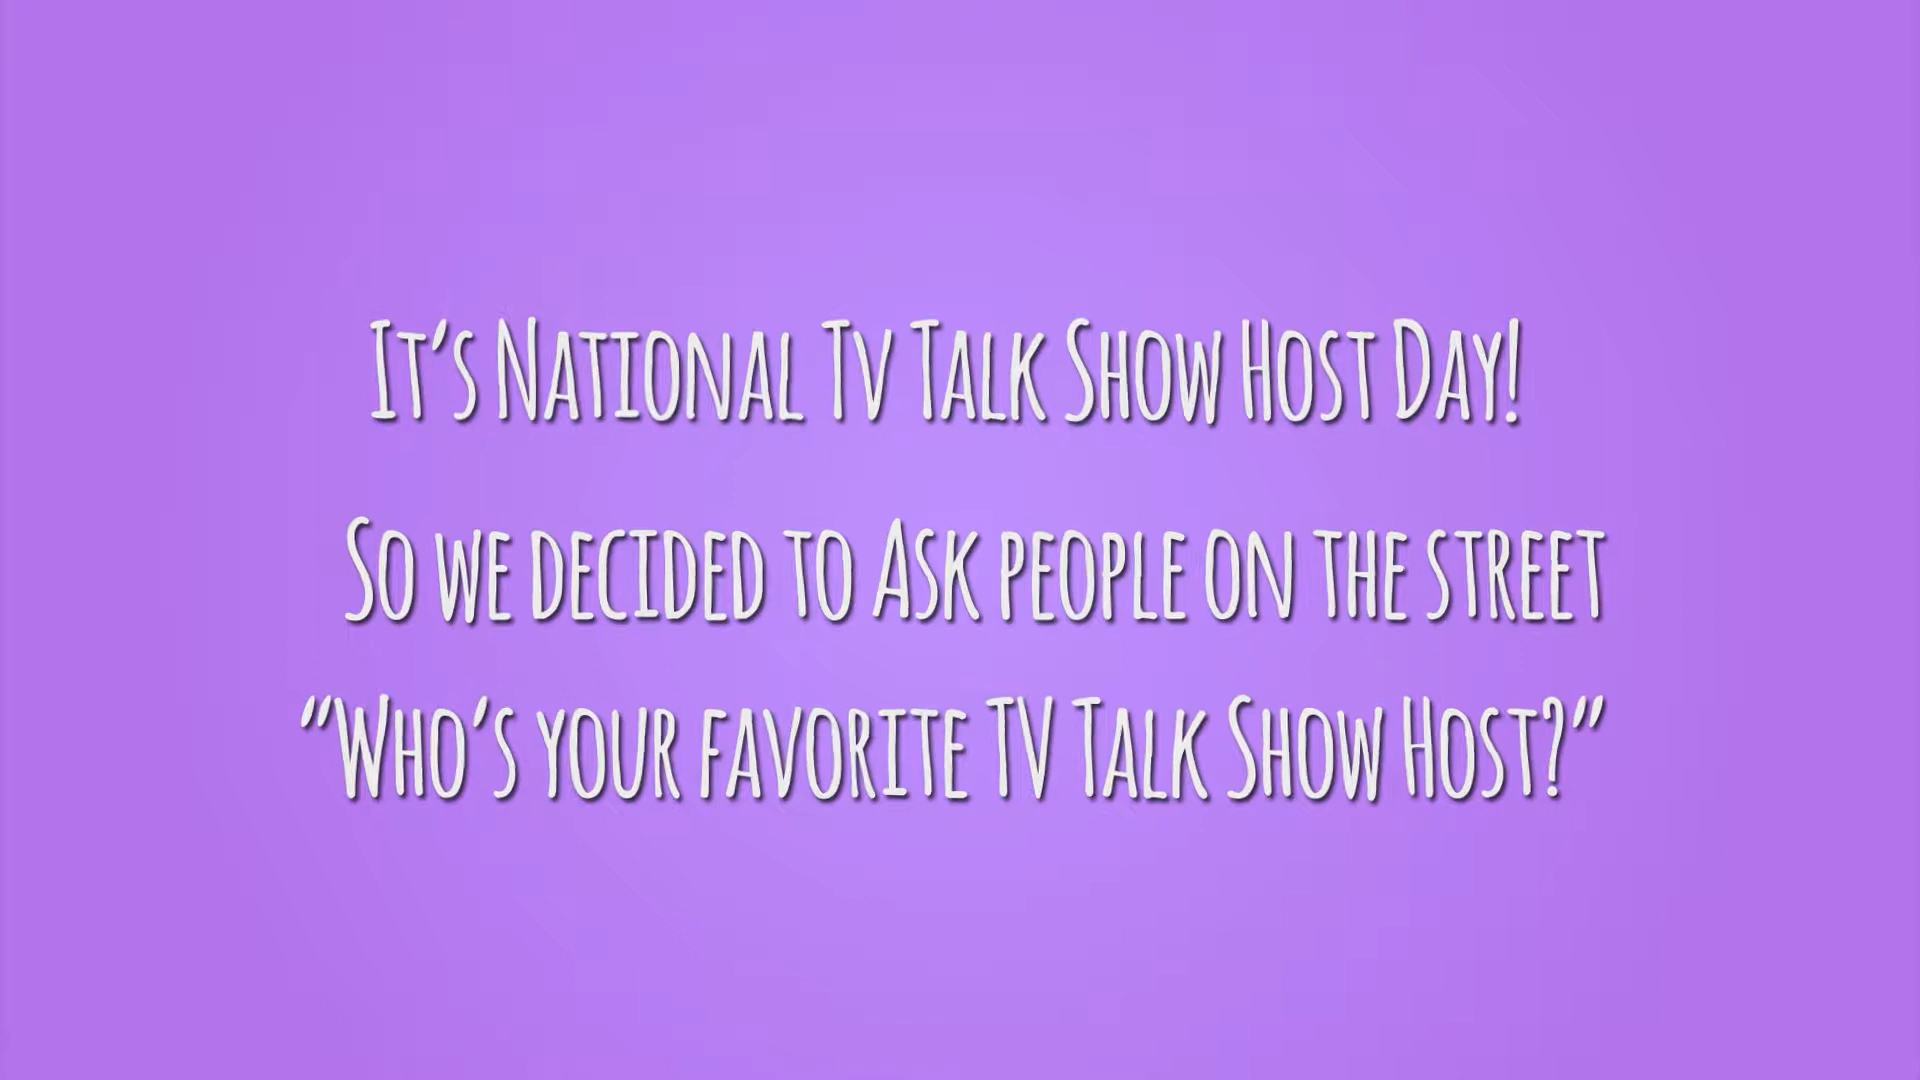 It's National Tv Talk Show Host Day!
So we decided to Ask people on the street
"Who's your favorite TV Talk Show Host?"